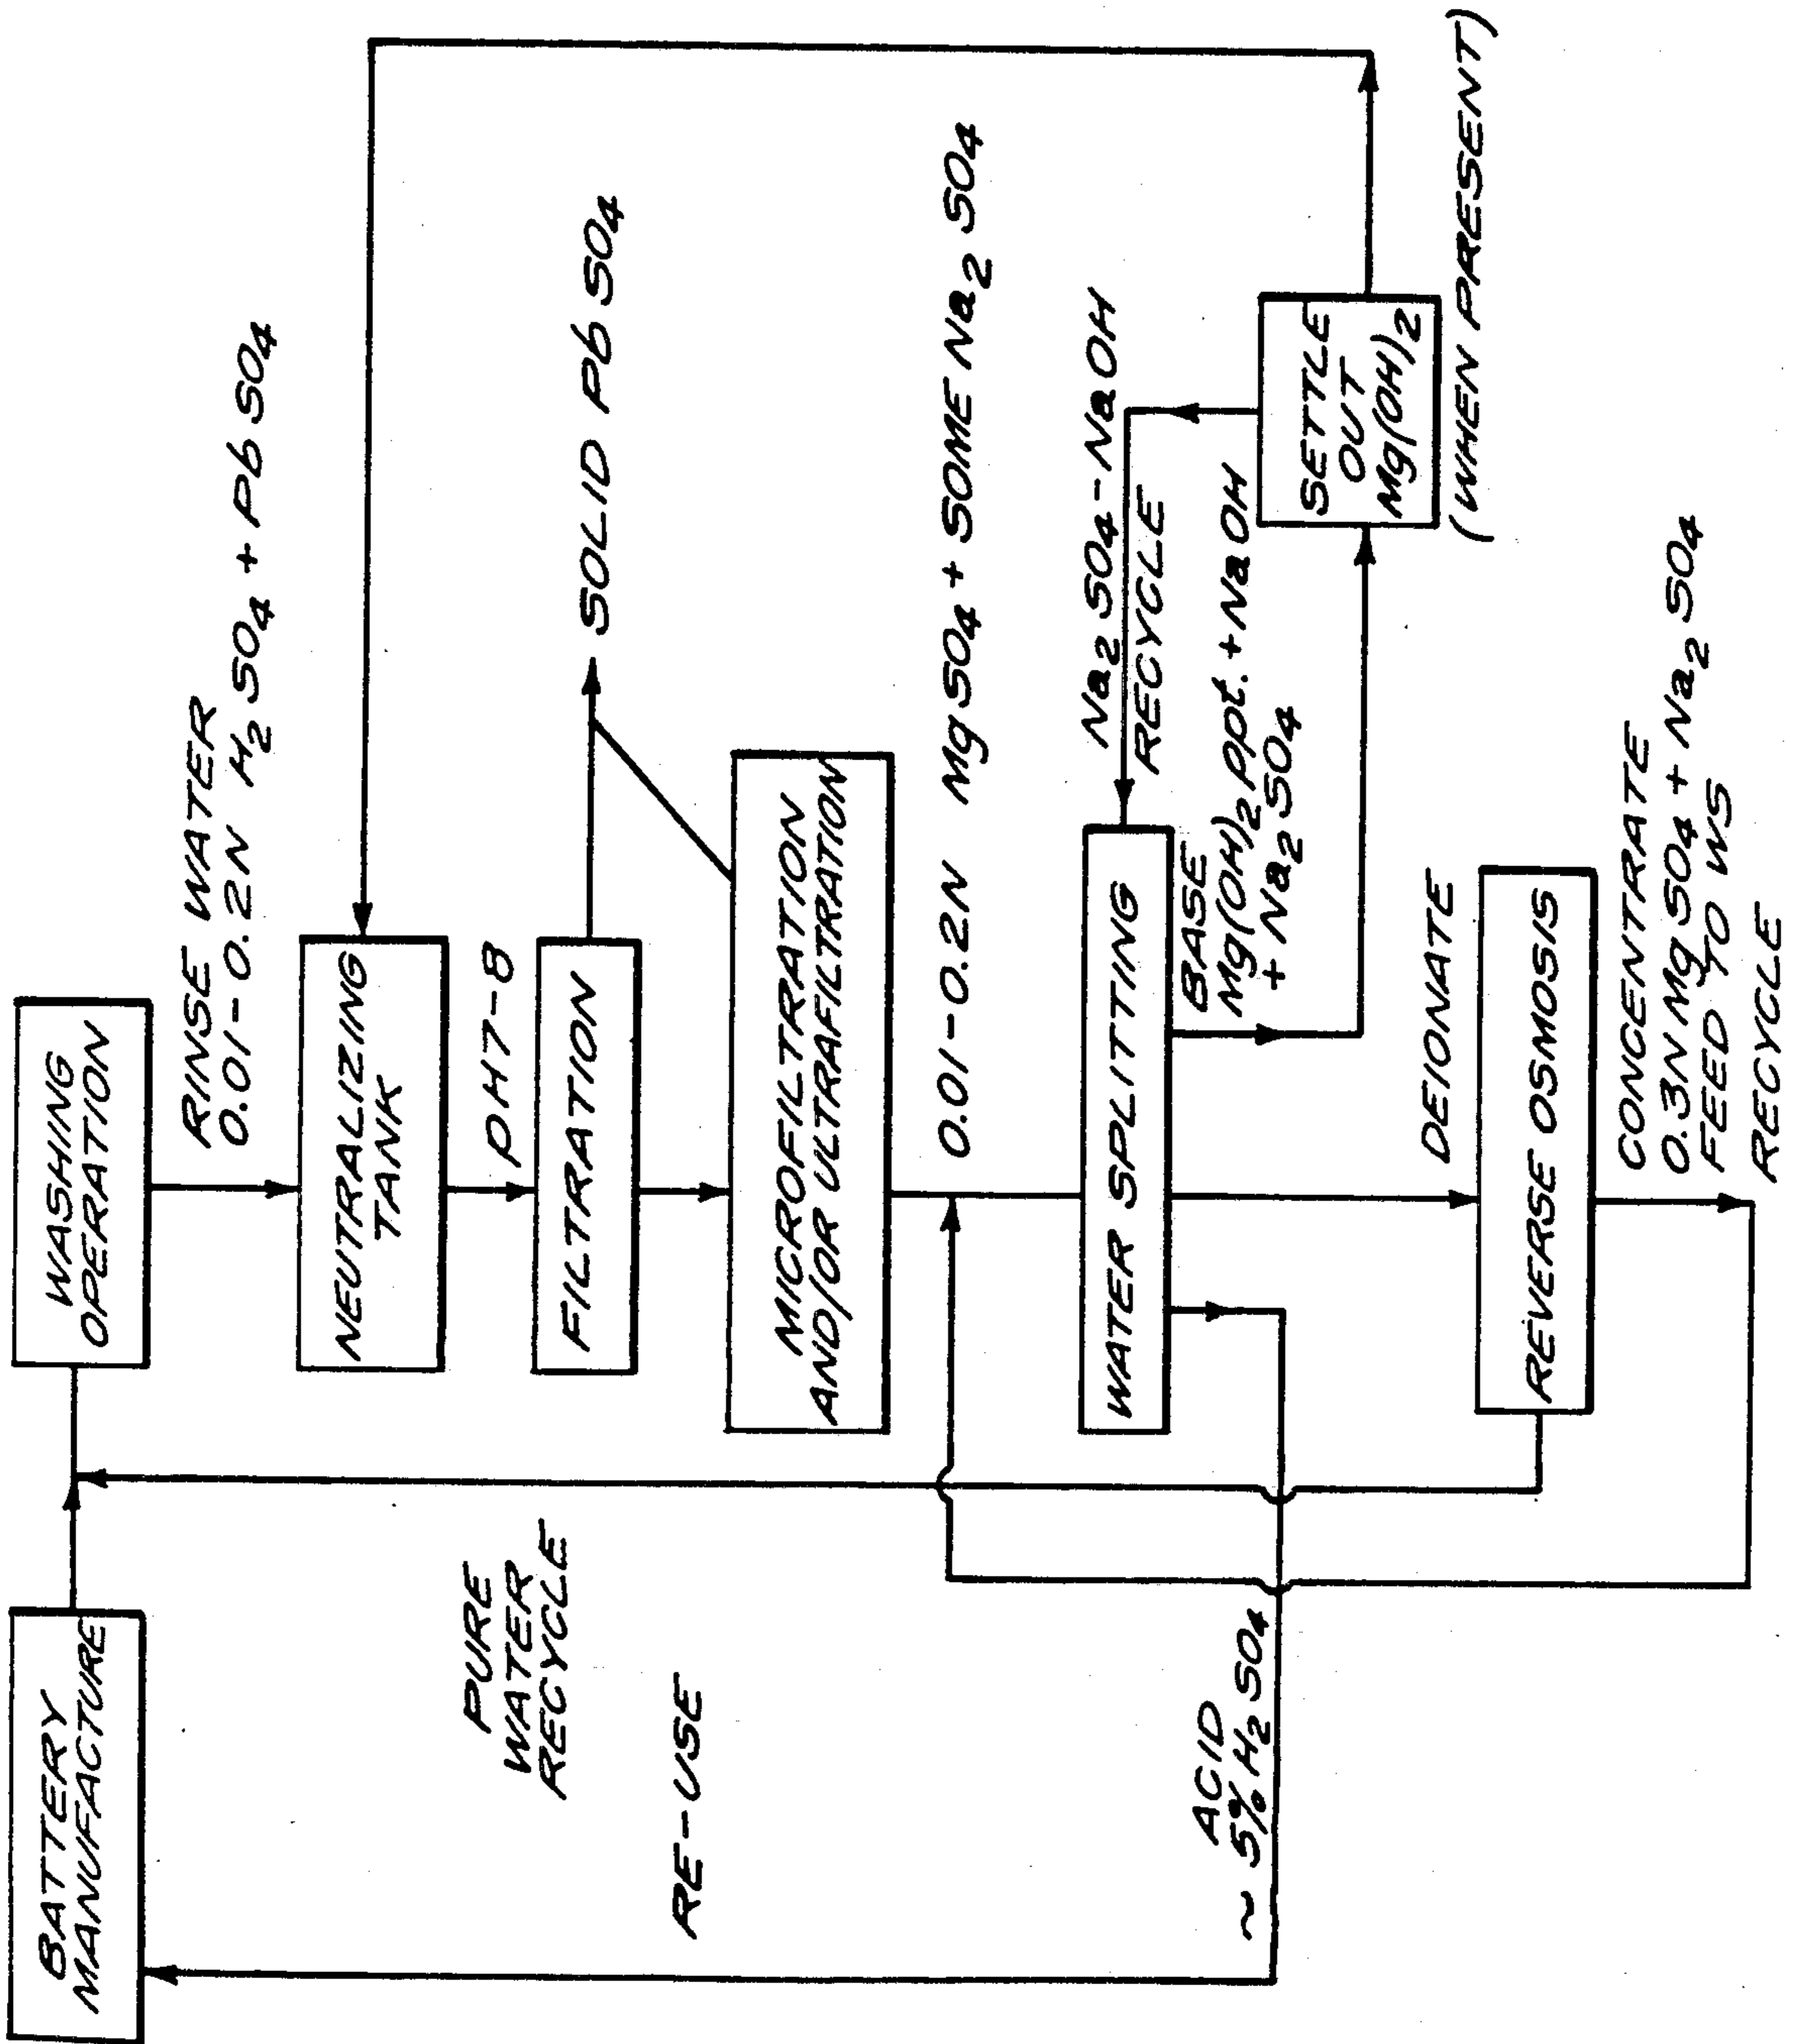 BATTERY
MANUFACTURE
WASHING
OPERATION
RINSE WATER
0.01-0.2N H2SO4 + PbSO4
NEUTRALIZING
TANK
PH7-8
FILTRATION
SOLID PbSO4
PURE
WATER
RECYCLE
RE-USE
MICROFILTRATION
AND/OR ULTRAFILTRATION
0.01-0.2N MgSO4 + SOME Na2SO4
WATER SPLITTING
Na2SO4-NaOH
RECYCLE
BASE
Mg(OH)2 ppt. + NaOH
+ Na2SO4
SETTLE
OUT
Mg(OH)2
(WHEN PRESENT)
ACID
~ 5% H2SO4
DEIONATE
REVERSE OSMOSIS
CONCENTRATE
0.3N MgSO4 + Na2SO4
FEED TO WS
RECYCLE